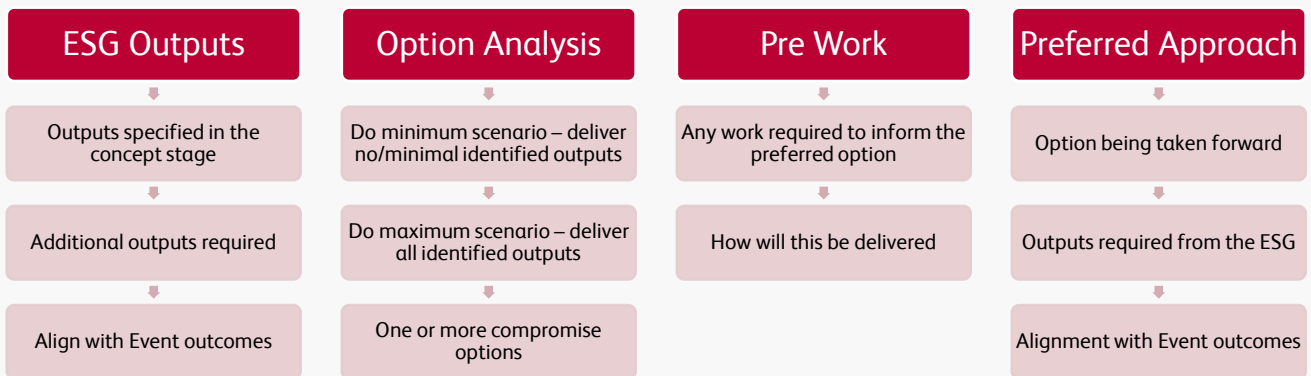 ESG Outputs
Outputs specified in the
concept stage
Additional outputs required
Align with Event outcomes
Option Analysis
Do minimum scenario – deliver
no/minimal identified outputs
Do maximum scenario – deliver
all identified outputs
One or more compromise
options
Pre Work
Any work required to inform the
preferred option
How will this be delivered
Preferred Approach
Option being taken forward
Outputs required from the ESG
Alignment with Event outcomes